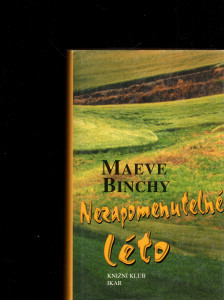 MAEVE
BINCHY
Nezapomenutelné
léto
KNIŽNÍ KLUB
IKAR